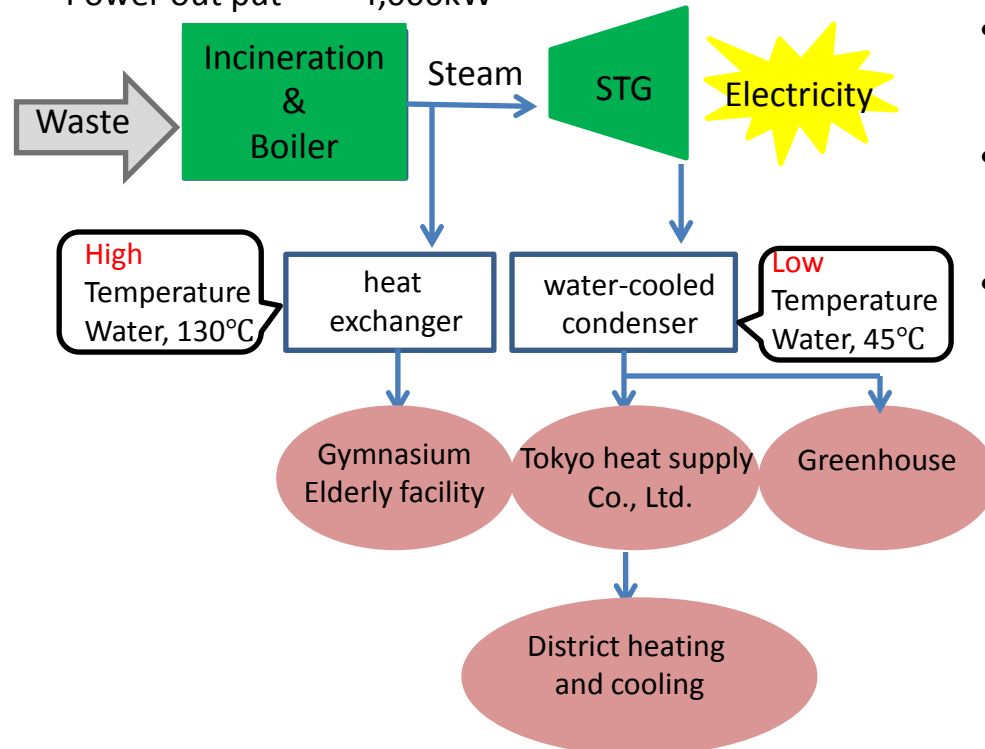 Incineration
&
Boiler
Steam
STG
Electricity
Waste
High
Temperature
Water, 130℃
heat
exchanger
water-cooled
condenser
Low
Temperature
Water, 45℃
Gymnasium
Elderly facility
Tokyo heat supply
Co., Ltd.
Greenhouse
District heating
and cooling